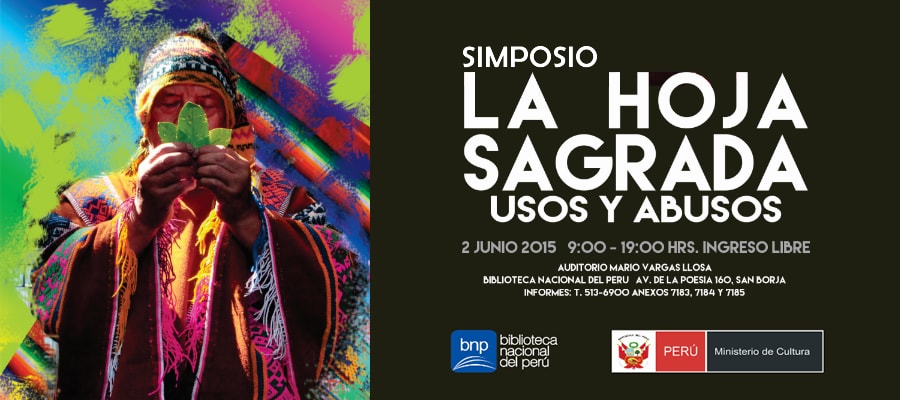 SIMPOSIO
LA HOJA
SAGRADA
USOS Y ABUSOS
2 JUNIO 2015 9:00 - 19:00 HRS. INGRESO LIBRE
AUDITORIO MARIO VARGAS LLOSA
BIBLIOTECA NACIONAL DEL PERU AV. DE LA POESIA 160, SAN BORJA
INFORMES: T. 513-6900 ANEXOS 7183, 7184 Y 7185
bnp
biblioteca
nacional
del perú
PERÚ
Ministerio de Cultura